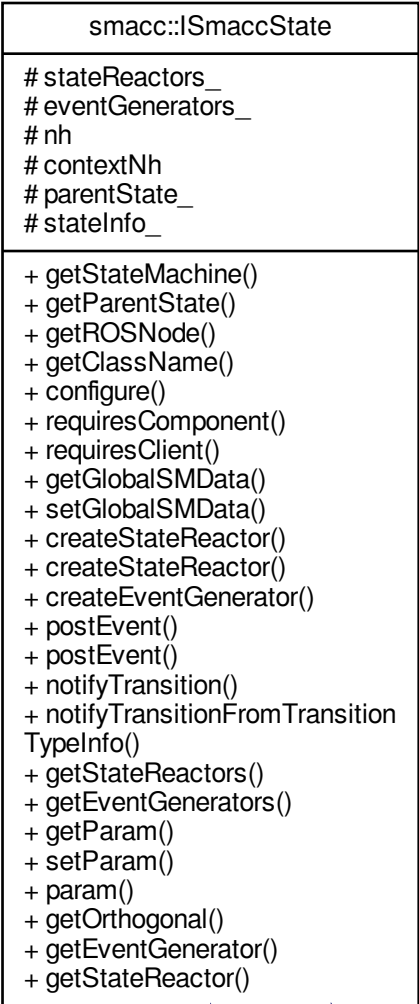 smacc::ISmaccState
# stateReactors_
# eventGenerators_
# nh
# contextNh
# parentState_
# stateInfo_
+ getStateMachine()
+ getParentState()
+ getROSNode()
+ getClassName()
+ configure()
+ requiresComponent()
+ requiresClient()
+ getGlobalSMData()
+ setGlobalSMData()
+ createStateReactor()
+ createStateReactor()
+ createEventGenerator()
+ postEvent()
+ postEvent()
+ notifyTransition()
+ notifyTransitionFromTransition
TypeInfo()
+ getStateReactors()
+ getEventGenerators()
+ getParam()
+ setParam()
+ param()
+ getOrthogonal()
+ getEventGenerator()
+ getStateReactor()